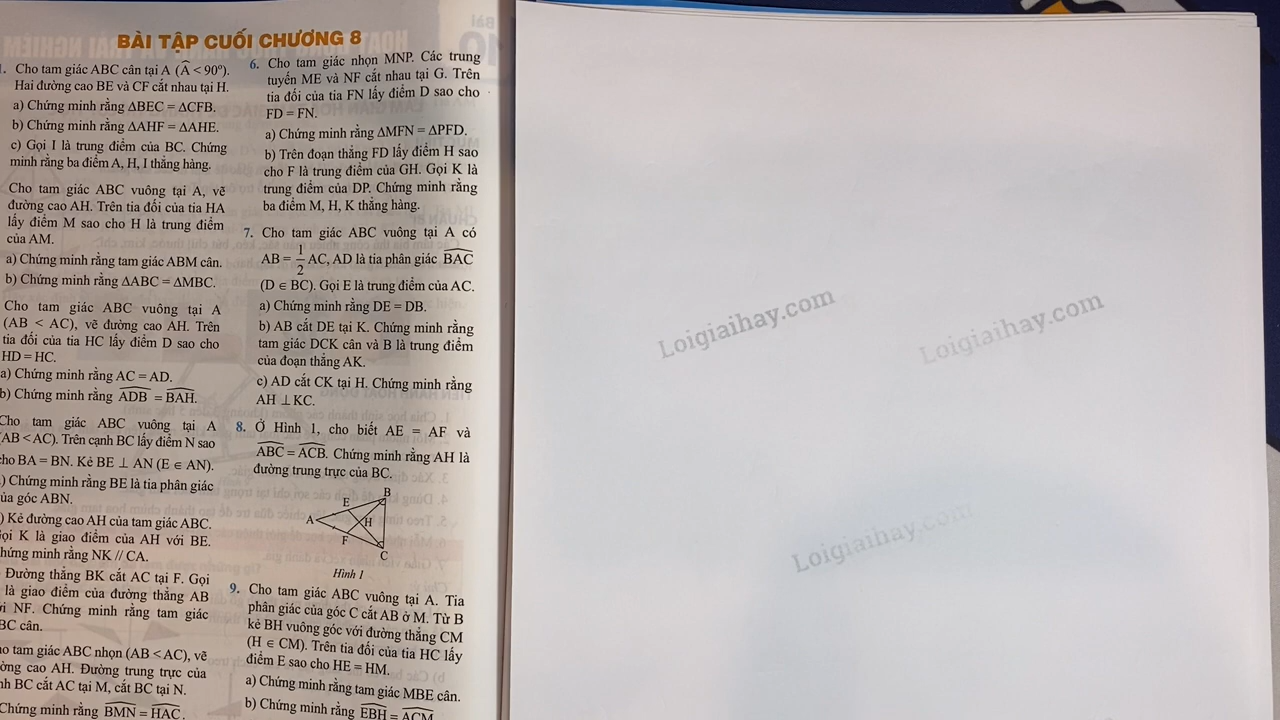 BÀI TẬP CUỐI CHƯƠNG 8
1. Cho tam giác ABC cân tại A (Â < 90°).
Hai đường cao BE và CF cắt nhau tại H.
a) Chứng minh rằng ΔBEC = ΔCFB.
b) Chứng minh rằng ΔAHF = ΔAHE.
c) Gọi I là trung điểm của BC. Chứng
minh rằng ba điểm A, H, I thẳng hàng.
Cho tam giác ABC vuông tại A, vẽ
đường cao AH. Trên tia đối của tia HA
lấy điểm M sao cho H là trung điểm
của AM.
a) Chứng minh rằng tam giác ABM cân.
b) Chứng minh rằng ΔABC = ΔMBC.
Cho tam giác ABC vuông tại A
(AB < AC), vẽ đường cao AH. Trên
tia đối của tia HC lấy điểm D sao cho
HD = HC.
a) Chứng minh rằng AC = AD.
b) Chứng minh rằng ADB = BAH.
Cho tam giác ABC vuông tại A
AB < AC). Trên cạnh BC lấy điểm N sao
cho BA = BN. Kẻ BE ⊥ AN (E ∈ AN).
) Chứng minh rằng BE là tia phân giác
của góc ABN.
) Kẻ đường cao AH của tam giác ABC.
Gọi K là giao điểm của AH với BE.
Chứng minh rằng NK // CA.
Đường thẳng BK cắt AC tại F. Gọi
là giao điểm của đường thẳng AB
NF. Chứng minh rằng tam giác
BC cân.
tam giác ABC nhọn (AB < AC), vẽ
cao AH. Đường trung trực của
BC cắt AC tại M, cắt BC tại N.
Chứng minh rằng BMN = HAC.
6. Cho tam giác nhọn MNP. Các trung
tuyến ME và NF cắt nhau tại G. Trên
tia đối của tia FN lấy điểm D sao cho
FD = FN.
a) Chứng minh rằng ΔMFN = ΔPFD.
b) Trên đoạn thẳng FD lấy điểm H sao
cho F là trung điểm của GH. Gọi K là
trung điểm của DP. Chứng minh rằng
ba điểm M, H, K thẳng hàng.
7. Cho tam giác ABC vuông tại A có
AB = 1/2 AC, AD là tia phân giác BAC
(D ∈ BC). Gọi E là trung điểm của AC.
a) Chứng minh rằng DE = DB.
b) AB cắt DE tại K. Chứng minh rằng
tam giác DCK cân và B là trung điểm
của đoạn thẳng AK.
c) AD cắt CK tại H. Chứng minh rằng
AH ⊥ KC.
8. Ở Hình 1, cho biết AE = AF và
ABC = ACB. Chứng minh rằng AH là
đường trung trực của BC.
B
E
A
H
F
C
Hình 1
9. Cho tam giác ABC vuông tại A. Tia
phân giác của góc C cắt AB ở M. Từ B
kẻ BH vuông góc với đường thẳng CM
(H ∈ CM). Trên tia đối của tia HC lấy
điểm E sao cho HE = HM.
a) Chứng minh rằng tam giác MBE cân.
b) Chứng minh rằng EBH = ACM
Loigiaihay.com
Loigiaihay.com
Loigiaihay.com